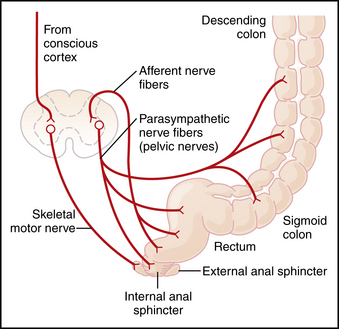 From
conscious
cortex
Descending
colon
Afferent nerve
fibers
Parasympathetic
nerve fibers
(pelvic nerves)
Skeletal
motor nerve
Sigmoid
colon
Rectum
External anal sphincter
Internal anal
sphincter